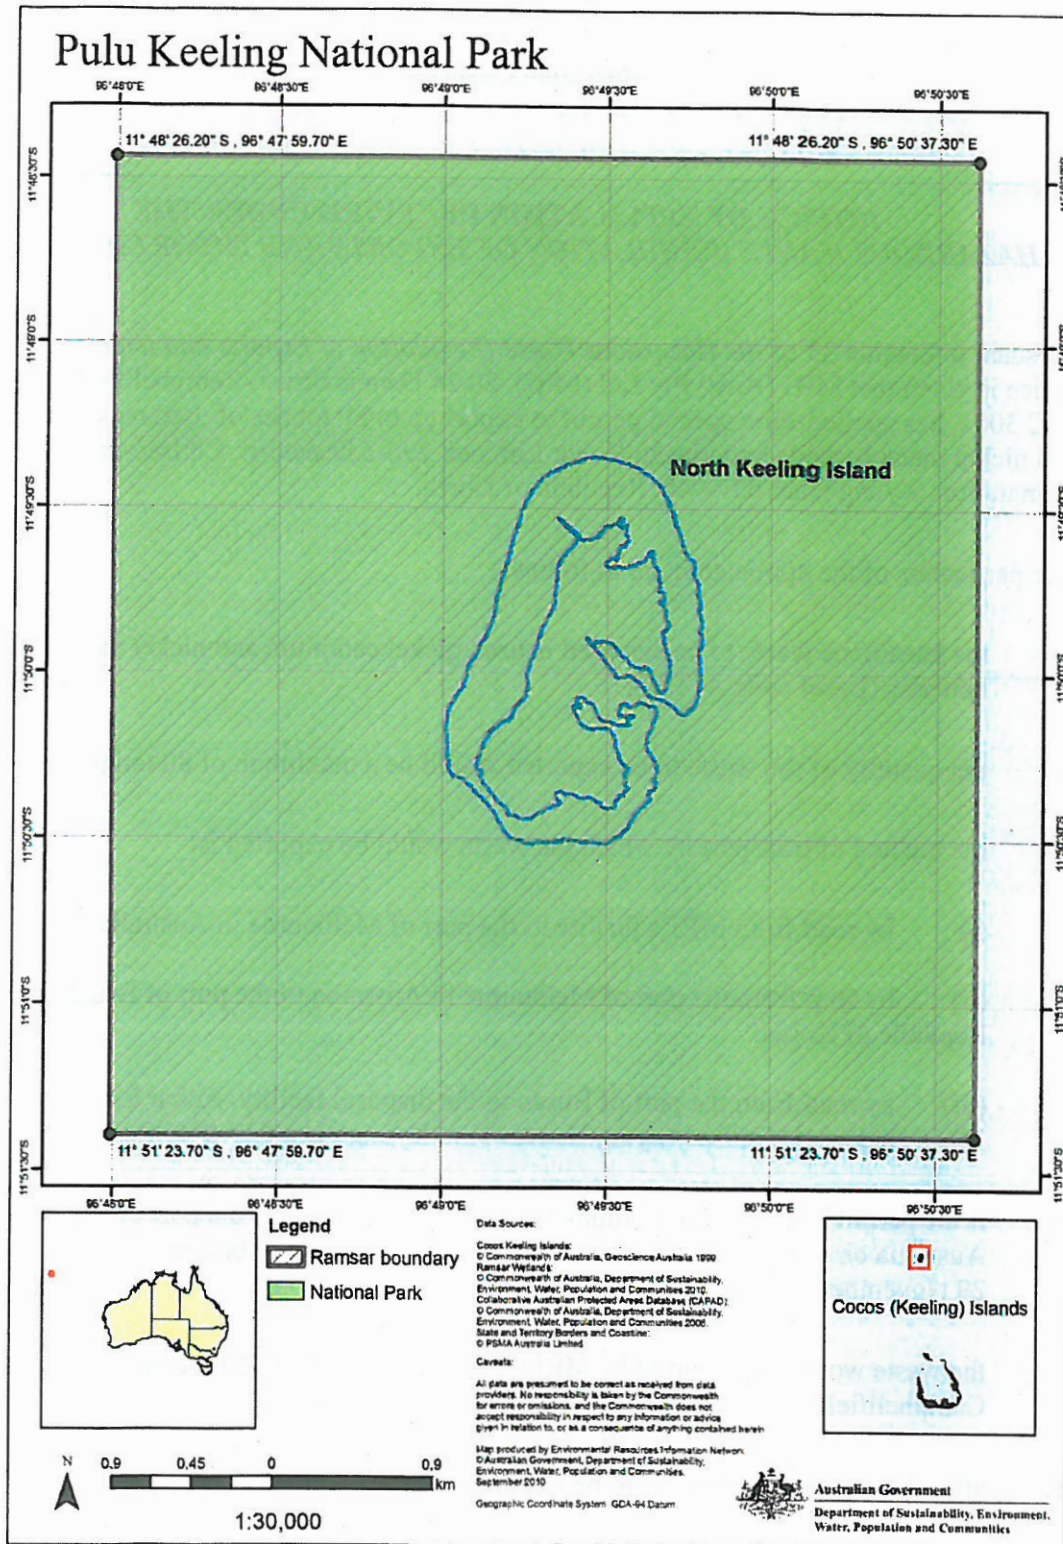 Pulu Keeling National Park
96°48'0"E 96°48'30"E 96°49'0"E 96°49'30"E 96°50'0"E 96°50'30"E
11° 48' 26.20" S , 96° 47' 59.70" E
11° 48' 26.20" S , 96° 50' 37.30" E
11°48'30"S
11°49'0"S
11°49'30"S
North Keeling Island
11°50'0"S
11°50'30"S
11°51'0"S
11°51'30"S
11° 51' 23.70" S , 96° 47' 59.70" E
11° 51' 23.70" S , 96° 50' 37.30" E
96°48'0"E 96°48'30"E 96°49'0"E 96°49'30"E 96°50'0"E 96°50'30"E
Legend
Ramsar boundary
National Park
Data Sources:
Cocos Keeling Islands:
© Commonwealth of Australia, Geoscience Australia 1999
Ramsar Wetlands:
© Commonwealth of Australia, Department of Sustainability,
Environment, Water, Population and Communities 2010.
Collaborative Australian Protected Areas Database (CAPAD):
© Commonwealth of Australia, Department of Sustainability,
Environment, Water, Population and Communities 2008.
State and Territory Borders and Coastline:
© PSMA Australia Limited
Caveats:
All data are presumed to be correct as received from data
providers. No responsibility is taken by the Commonwealth
for errors or omissions, and the Commonwealth does not
accept responsibility in respect to any information or advice
given in relation to, or as a consequence of anything contained herein
Map produced by Environmental Resources Information Network.
© Australian Government, Department of Sustainability,
Environment, Water, Population and Communities.
September 2010
Geographic Coordinate System GDA-94 Datum
Cocos (Keeling) Islands
N
0.9 0.45 0 0.9
km
1:30,000
Australian Government
Department of Sustainability, Environment,
Water, Population and Communities